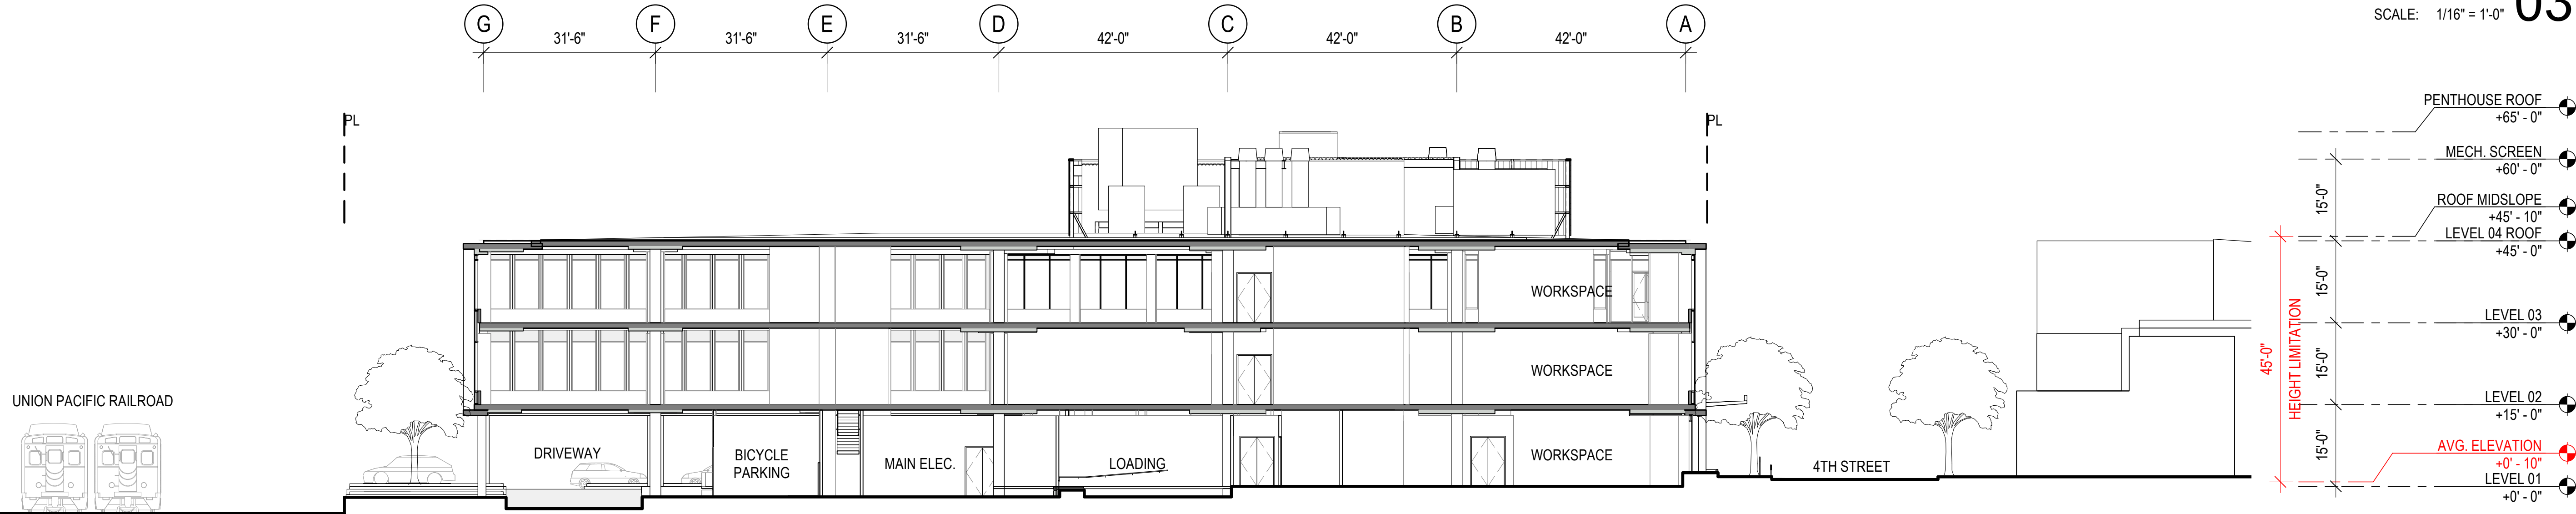 SCALE: 1/16" = 1'-0" 03
G F E D C B A
31'-6" 31'-6" 31'-6" 42'-0" 42'-0" 42'-0"
PL PL
PENTHOUSE ROOF
+65' - 0"
MECH. SCREEN
+60' - 0"
15'-0"
ROOF MIDSLOPE
+45' - 10"
LEVEL 04 ROOF
+45' - 0"
WORKSPACE
15'-0"
LEVEL 03
+30' - 0"
HEIGHT LIMITATION
45'-0"
WORKSPACE
15'-0"
UNION PACIFIC RAILROAD
LEVEL 02
+15' - 0"
DRIVEWAY
BICYCLE
PARKING
MAIN ELEC.
LOADING
WORKSPACE
4TH STREET
15'-0"
AVG. ELEVATION
+0' - 10"
LEVEL 01
+0' - 0"